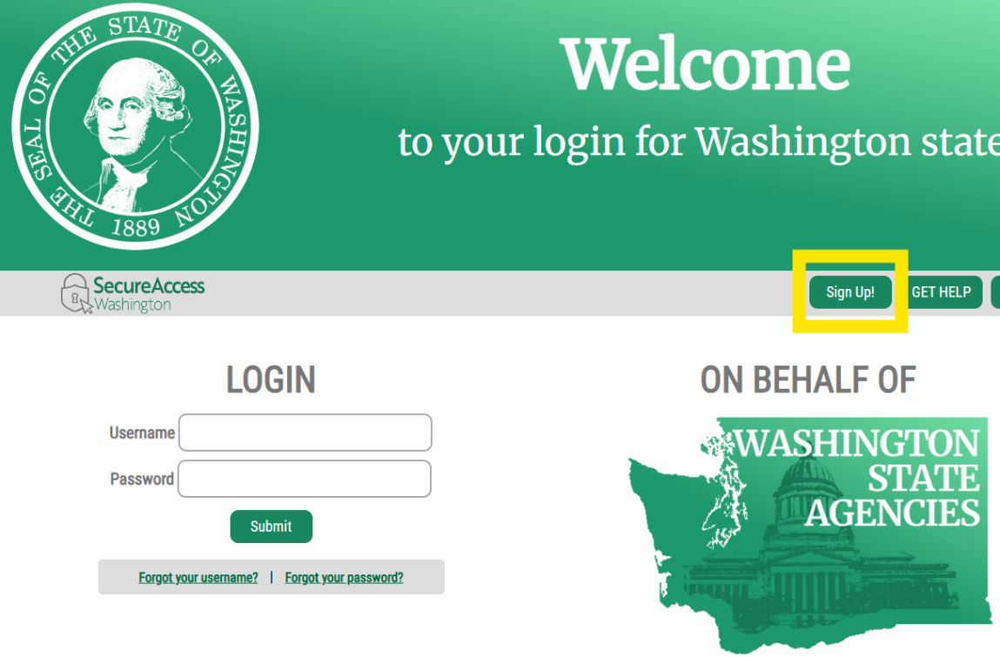 THE SEAL OF THE STATE OF WASHINGTON
1889
Welcome
to your login for Washington state
SecureAccess
Washington
Sign Up!
GET HELP
LOGIN
Username
Password
Submit
Forgot your username? | Forgot your password?
ON BEHALF OF
WASHINGTON
STATE
AGENCIES